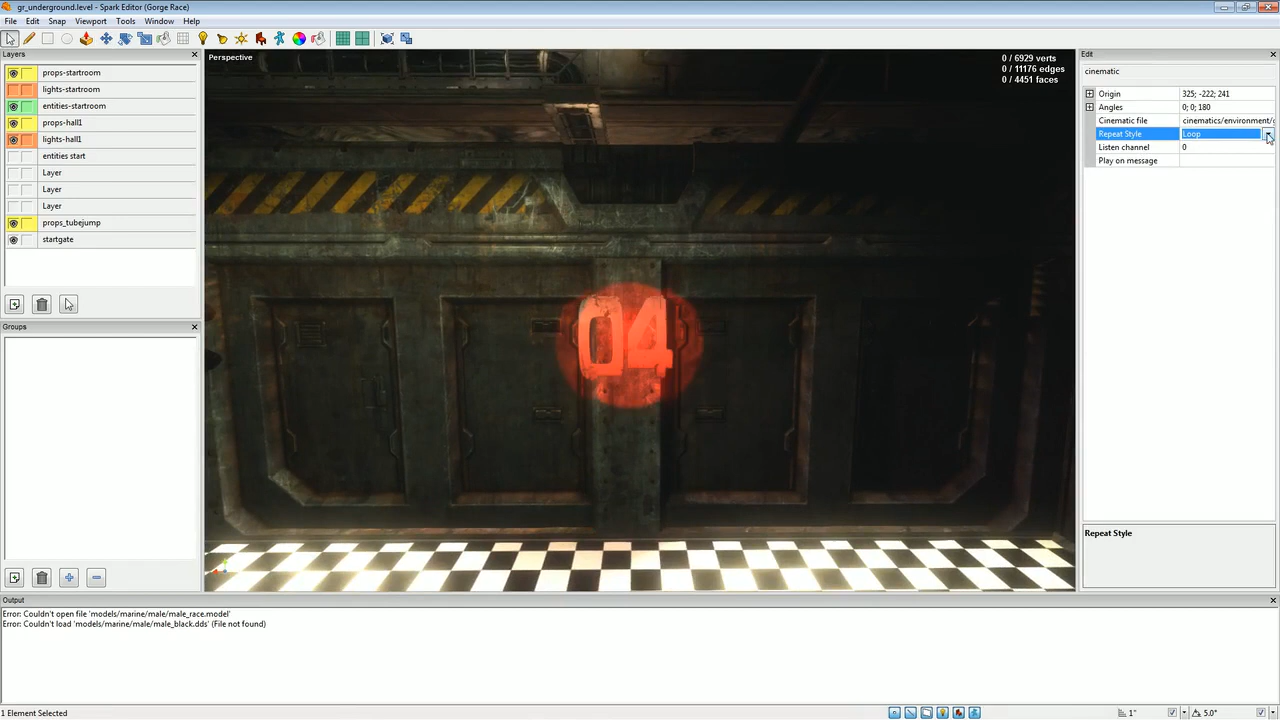 gr_underground.level - Spark Editor (Gorge Race)
File Edit Snap Viewport Tools Window Help
Layers
props-startroom
lights-startroom
entities-startroom
props-hall1
lights-hall1
entities start
Layer
Layer
Layer
props_tubejump
startgate
Groups
Perspective
0 / 6929 verts
0 / 11176 edges
0 / 4451 faces
04
Edit
cinematic
Origin 325; -222; 241
Angles 0; 0; 180
Cinematic file cinematics/environment/
Repeat Style Loop
Listen channel 0
Play on message
Repeat Style
Output
Error: Couldn't open file 'models/marine/male/male_race.model'
Error: Couldn't load 'models/marine/male/male_black.dds' (File not found)
1 Element Selected
1" 5.0°